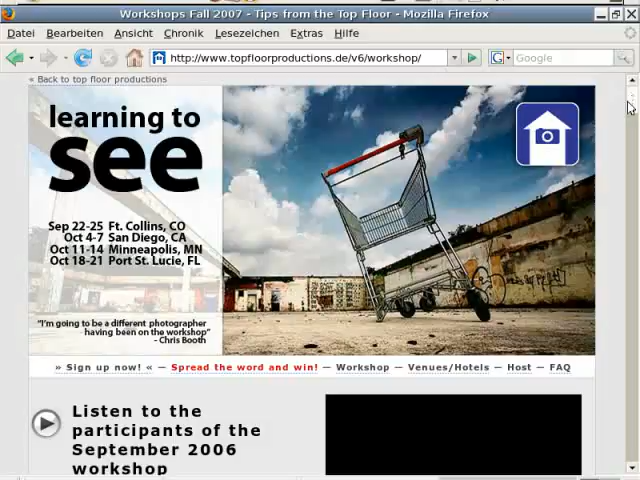 Workshops Fall 2007 - Tips from the Top Floor - Mozilla Firefox
Datei Bearbeiten Ansicht Chronik Lesezeichen Extras Hilfe
http://www.topfloorproductions.de/v6/workshop/
G Google
« Back to top floor productions
learning to
see
Sep 22-25 Ft. Collins, CO
Oct 4-7 San Diego, CA
Oct 11-14 Minneapolis, MN
Oct 18-21 Port St. Lucie, FL
"I'm going to be a different photographer
having been on the workshop"
- Chris Booth
» Sign up now! « — Spread the word and win! — Workshop — Venues/Hotels — Host — FAQ
Listen to the
participants of the
September 2006
workshop